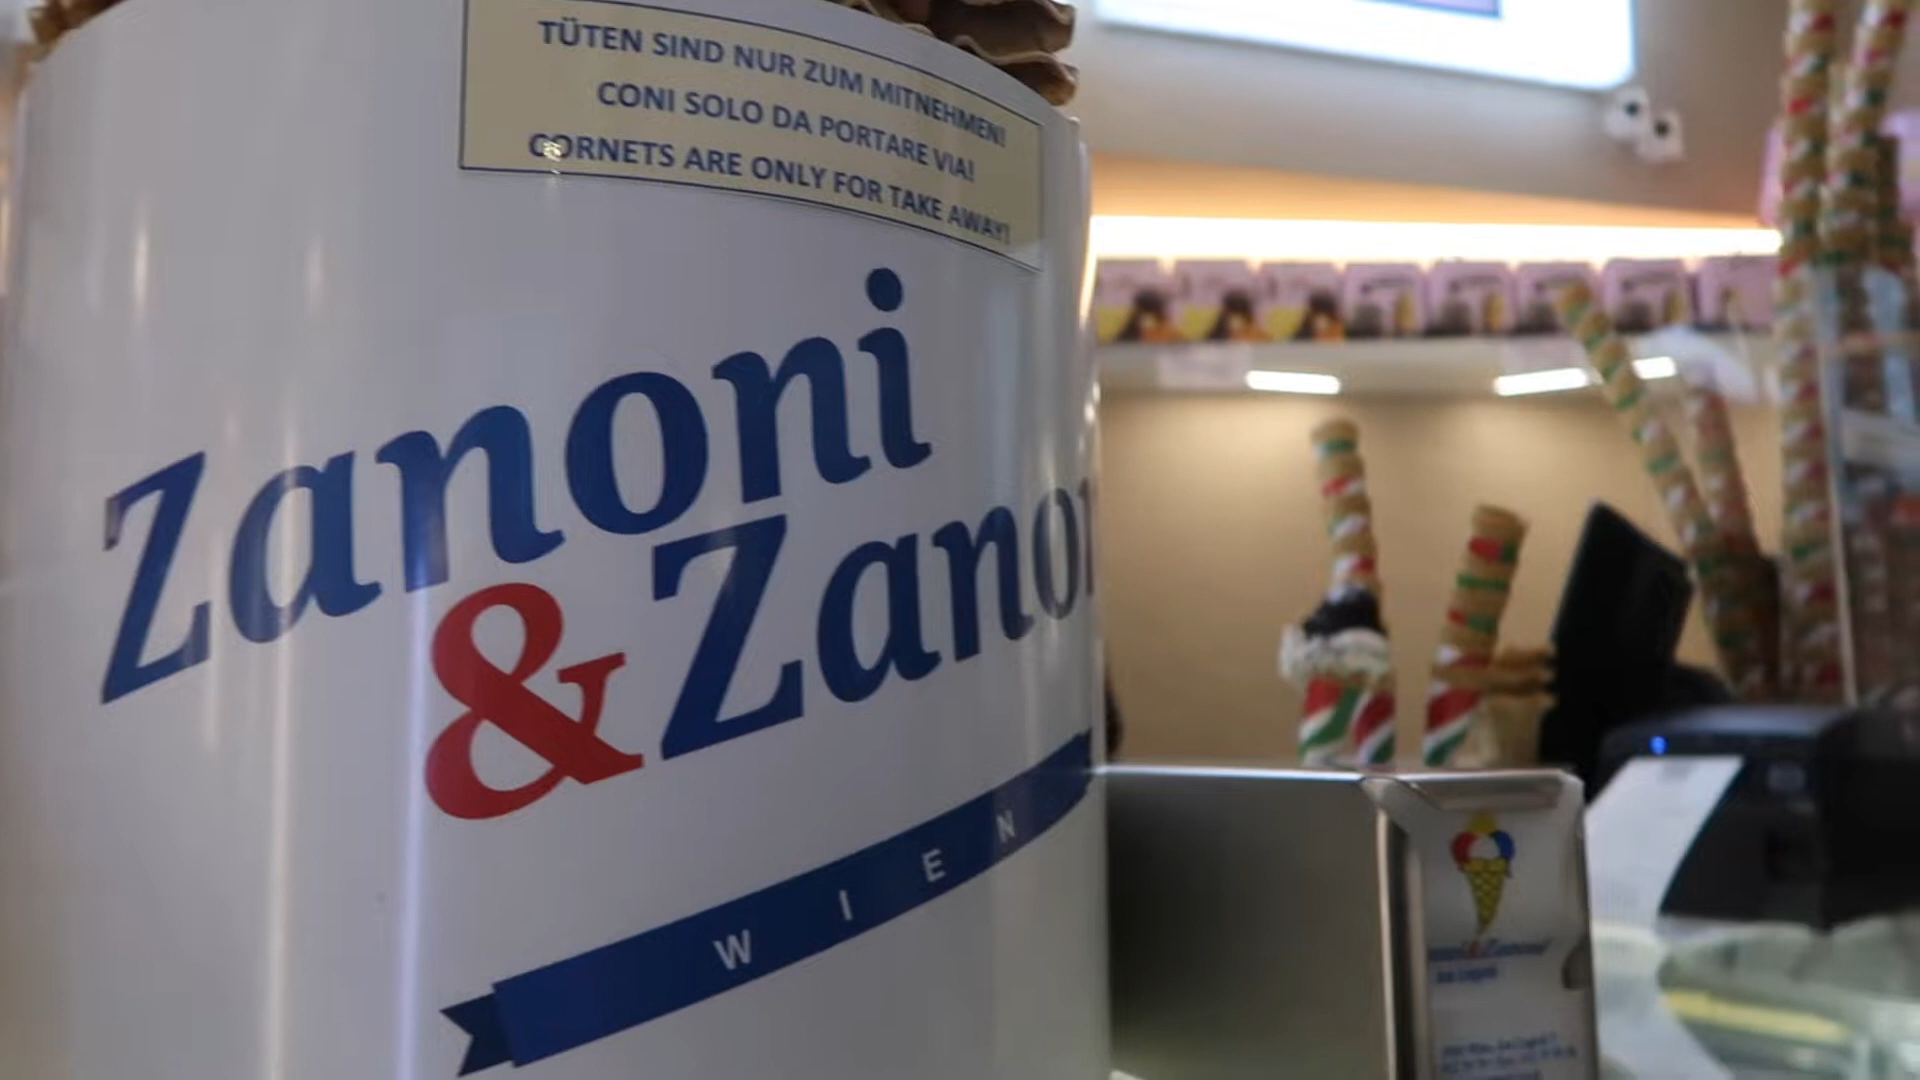 TÜTEN SIND NUR ZUM MITNEHMEN!
CONI SOLO DA PORTARE VIA!
CORNETS ARE ONLY FOR TAKE AWAY!
Zanoni
& Zanon
WIEN
Zanoni